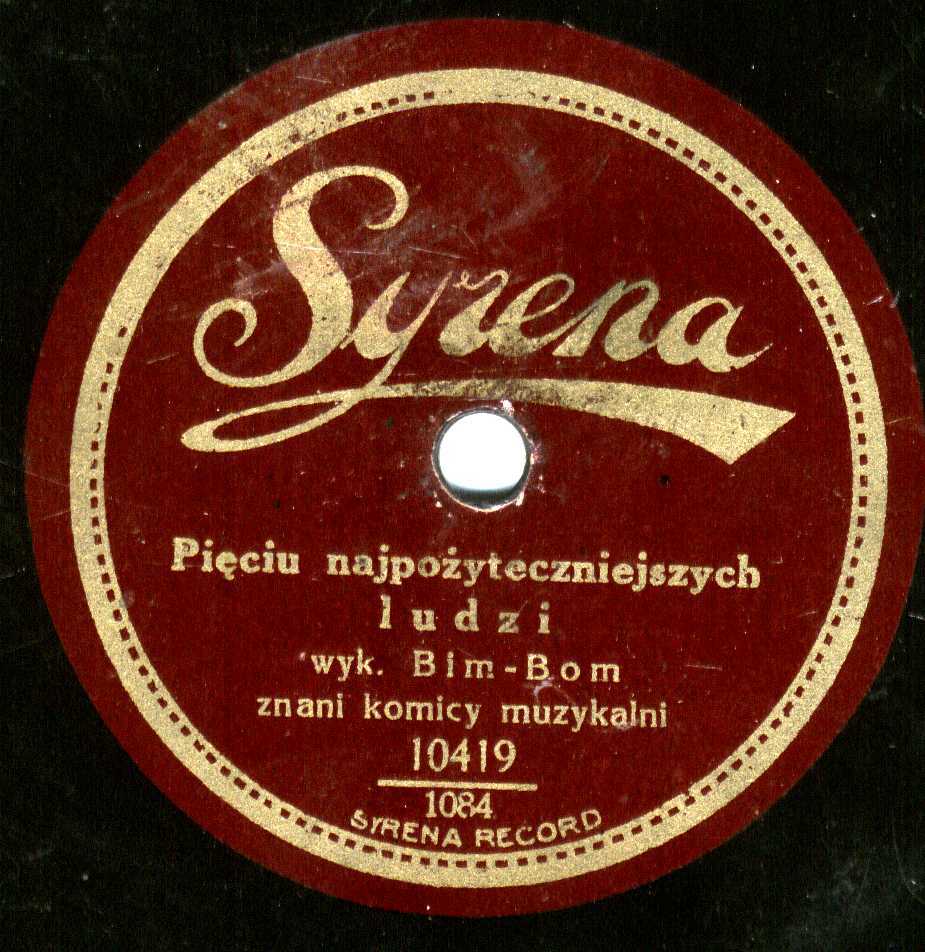 Syrena
Pięciu najpożyteczniejszych
ludzi
wyk. Bim-Bom
znani komicy muzykalni
10419
1084
SYRENA RECORD